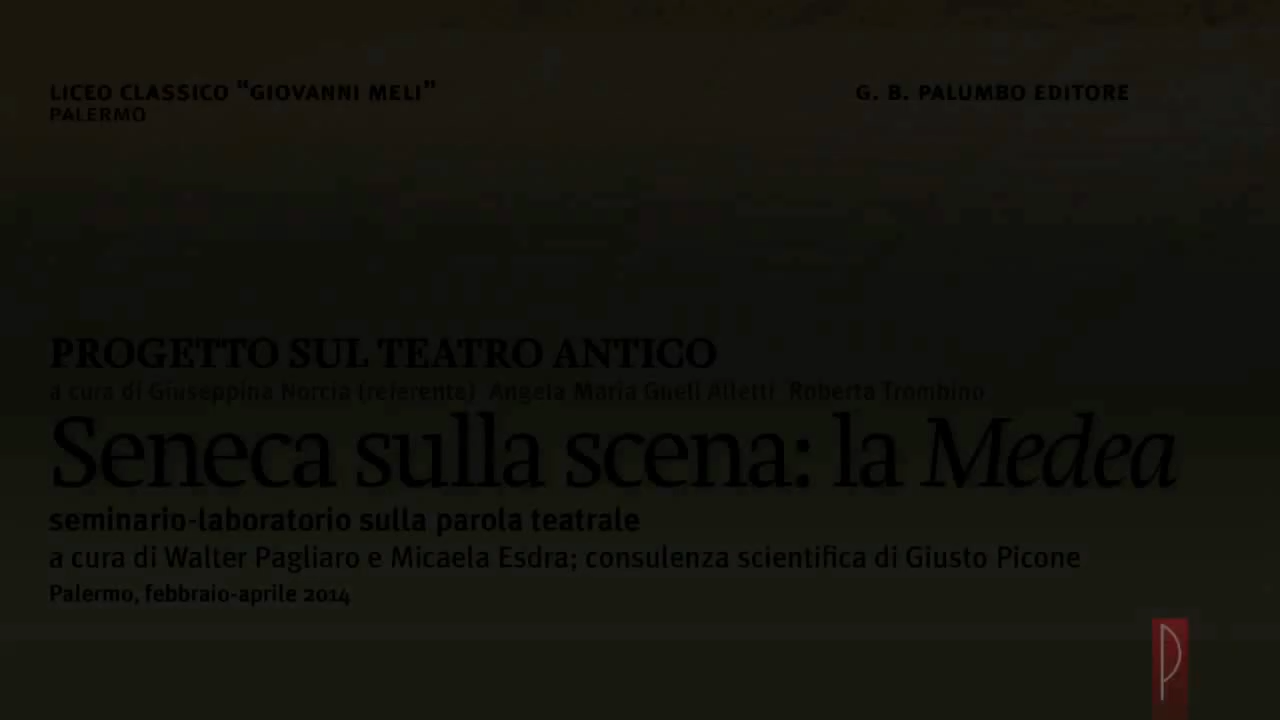 LICEO CLASSICO "GIOVANNI MELI"
PALERMO
G. B. PALUMBO EDITORE
PROGETTO SUL TEATRO ANTICO
a cura di Giuseppina Norcia (referente) Angela Maria Guell Alletti Roberta Trombino
Seneca sulla scena: la Medea
seminario-laboratorio sulla parola teatrale
a cura di Walter Pagliaro e Micaela Esdra; consulenza scientifica di Giusto Picone
Palermo, febbraio-aprile 2014
P